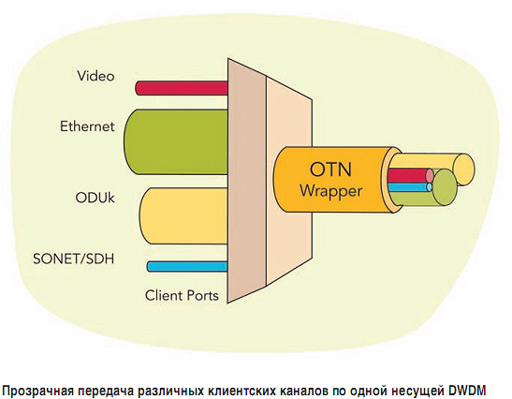 Video
Ethernet
ODUk
SONET/SDH
Client Ports
OTN
Wrapper
Прозрачная передача различных клиентских каналов по одной несущей DWDM